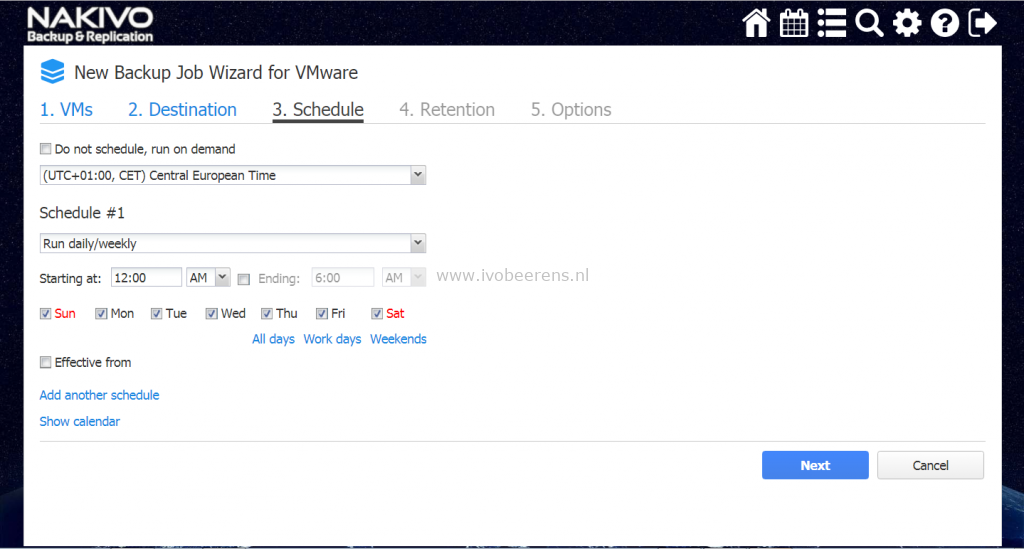 NAKIVO
Backup & Replication
New Backup Job Wizard for VMware
1. VMs 2. Destination 3. Schedule 4. Retention 5. Options
Do not schedule, run on demand
(UTC+01:00, CET) Central European Time
Schedule #1
Run daily/weekly
Starting at: 12:00 AM Ending: 6:00 AM www.ivobeerens.nl
Sun Mon Tue Wed Thu Fri Sat
All days Work days Weekends
Effective from
Add another schedule
Show calendar
Next Cancel